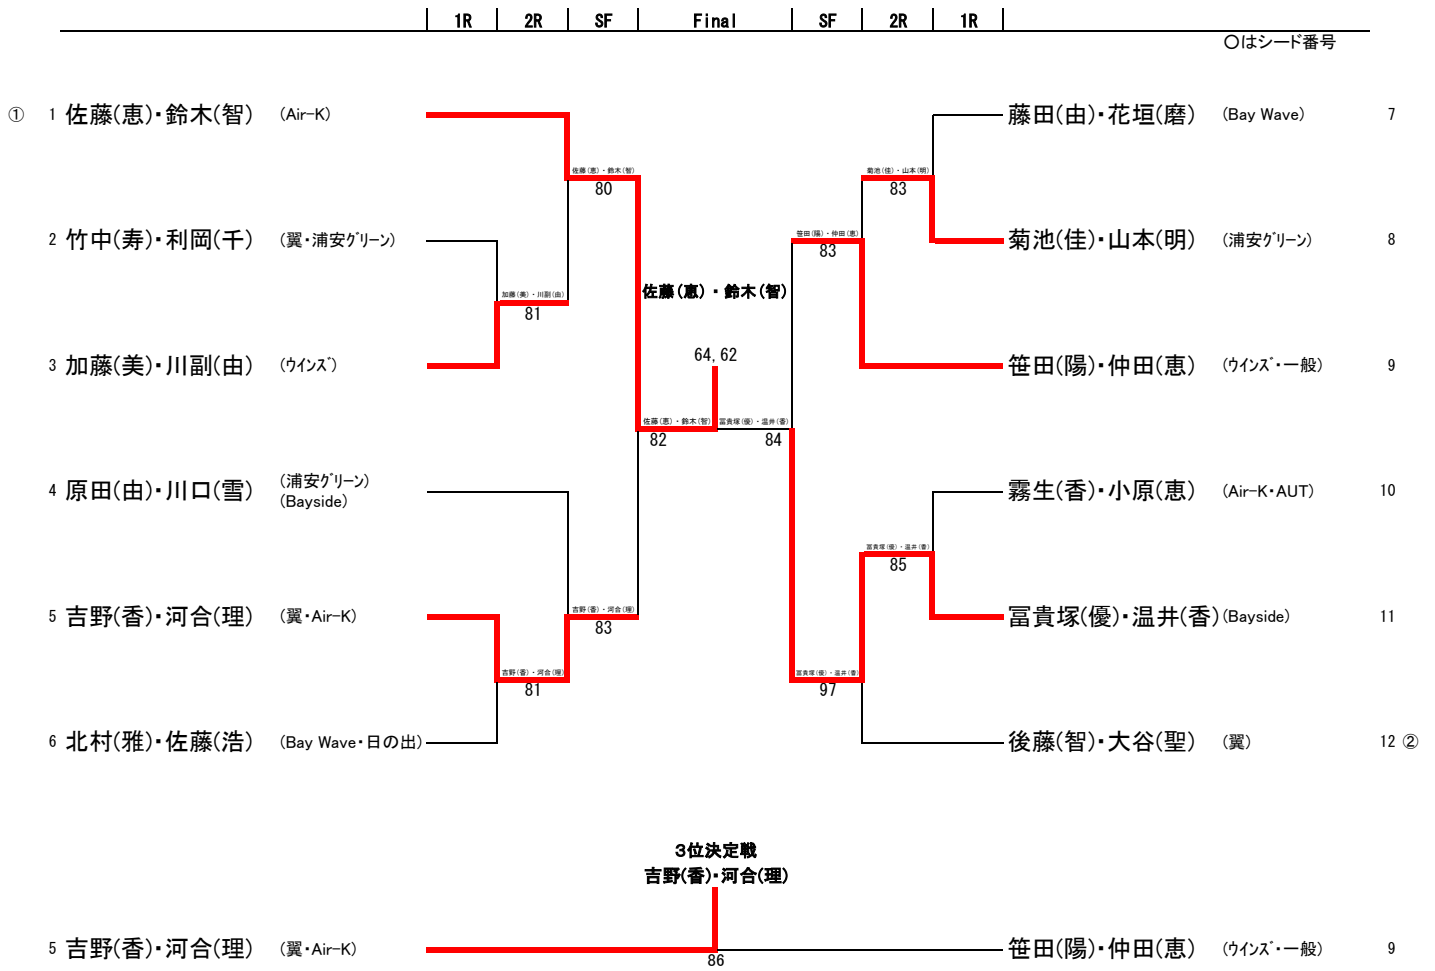 1R 2R SF Final SF 2R 1R
○はシード番号
① 1 佐藤(恵)・鈴木(智) (Air-K)
藤田(由)・花垣(磨) (Bay Wave) 7
佐藤(恵)・鈴木(智)
80
菊池(佳)・山本(明)
83
2 竹中(寿)・利岡(千) (翼・浦安グリーン)
笹田(陽)・仲田(恵)
83
菊池(佳)・山本(明) (浦安グリーン) 8
加藤(美)・川副(由)
81
佐藤(恵)・鈴木(智)
64, 62
3 加藤(美)・川副(由) (ウインズ)
笹田(陽)・仲田(恵) (ウインズ・一般) 9
佐藤(恵)・鈴木(智) 冨貴塚(優)・温井(香)
82 84
4 原田(由)・川口(雪) (浦安グリーン)
(Bayside)
霧生(香)・小原(恵) (Air-K・AUT) 10
冨貴塚(優)・温井(香)
85
5 吉野(香)・河合(理) (翼・Air-K)
吉野(香)・河合(理)
83
冨貴塚(優)・温井(香) (Bayside) 11
吉野(香)・河合(理)
81
冨貴塚(優)・温井(香)
97
6 北村(雅)・佐藤(浩) (Bay Wave・日の出)
後藤(智)・大谷(聖) (翼) 12 ②
3位決定戦
吉野(香)・河合(理)
5 吉野(香)・河合(理) (翼・Air-K)
86
笹田(陽)・仲田(恵) (ウインズ・一般) 9